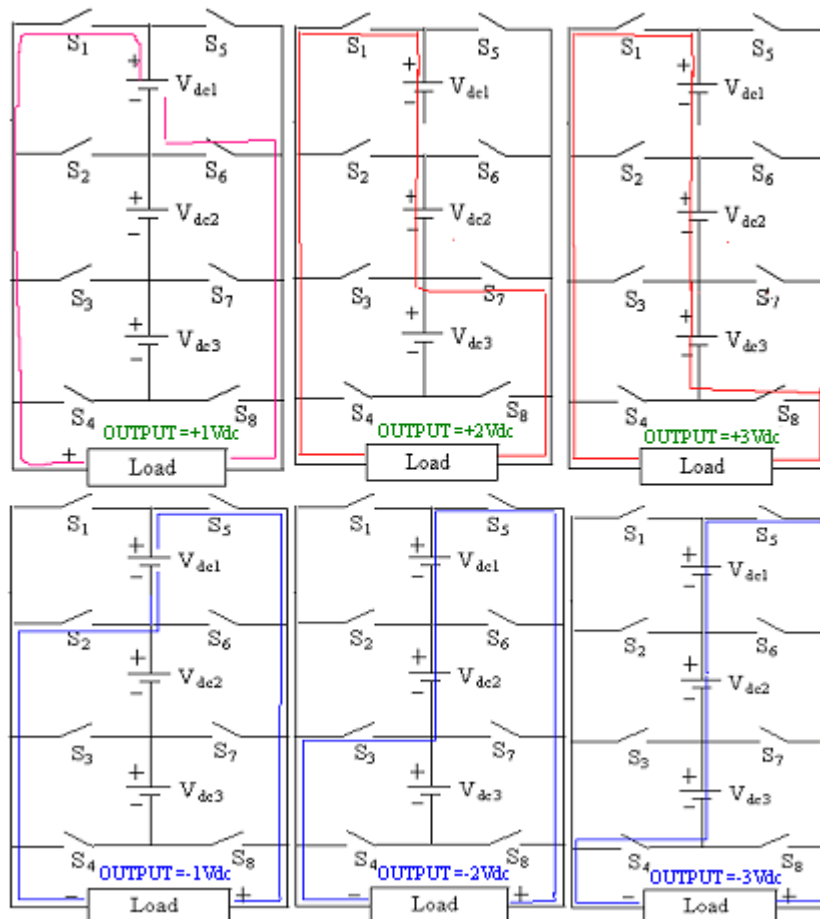 S1 S5
+
Vdc1
-
S2 S6
+
Vdc2
-
S3 S7
+
Vdc3
-
S4 S8
OUTPUT=+1Vdc
+
Load
S1 S5
+
Vdc1
-
S2 S6
+
Vdc2
-
S3 S7
+
Vdc3
-
S4 S8
OUTPUT=+2Vdc
Load
S1 S5
+
Vdc1
-
S2 S6
+
Vdc2
-
S3 S7
+
Vdc3
-
S4 S8
OUTPUT=+3Vdc
Load
S1 S5
+
Vdc1
-
S2 S6
+
Vdc2
-
S3 S7
+
Vdc3
-
S4 S8
OUTPUT=-1Vdc
- +
Load
S1 S5
+
Vdc1
-
S2 S6
+
Vdc2
-
S3 S7
+
Vdc3
-
S4 S8
OUTPUT=-2Vdc
- +
Load
S1 S5
+
Vdc1
-
S2 S6
+
Vdc2
-
S3 S7
+
Vdc3
-
S4 S8
OUTPUT=-3Vdc
- +
Load